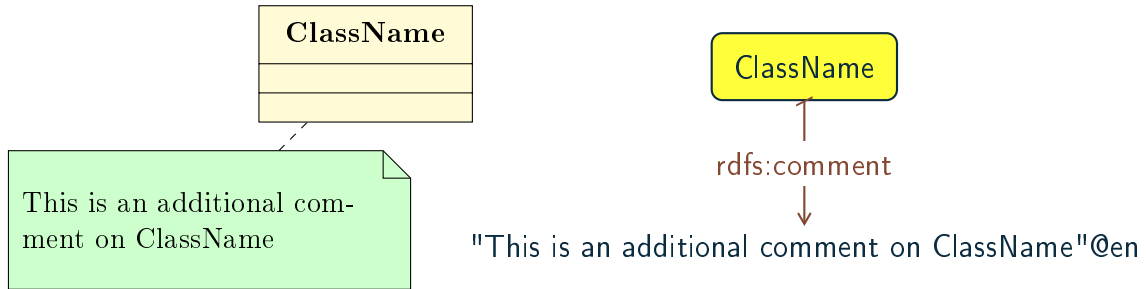 ClassName
This is an additional com-
ment on ClassName
ClassName
rdfs:comment
"This is an additional comment on ClassName"@en